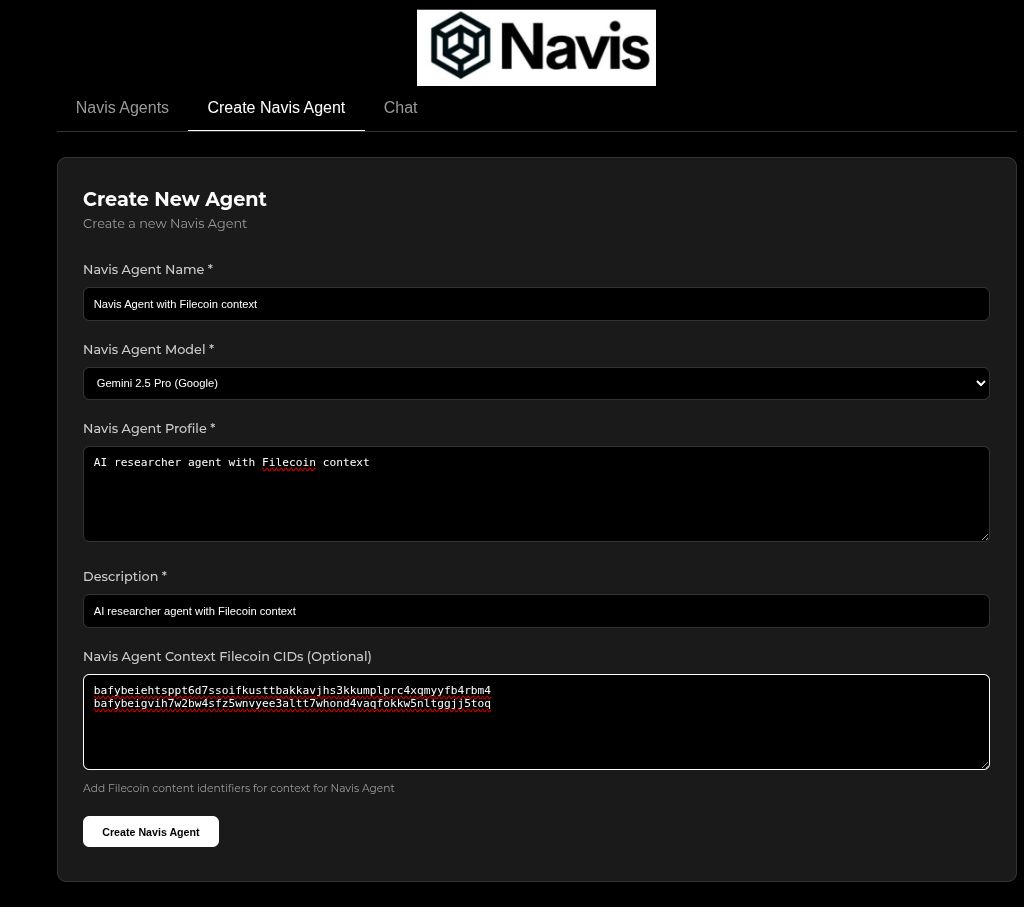 Navis
Navis Agents
Create Navis Agent
Chat
Create New Agent
Create a new Navis Agent
Navis Agent Name *
Navis Agent with Filecoin context
Navis Agent Model *
Gemini 2.5 Pro (Google)
Navis Agent Profile *
AI researcher agent with Filecoin context
Description *
AI researcher agent with Filecoin context
Navis Agent Context Filecoin CIDs (Optional)
bafybeiehtsppt6d7ssoifkusttbakkavjhs3kkumplprc4xqmyyfb4rbm4
bafybeigvih7w2bw4sfz5wnvyee3altt7whond4vaqfokkw5nltggjj5toq
Add Filecoin content identifiers for context for Navis Agent
Create Navis Agent